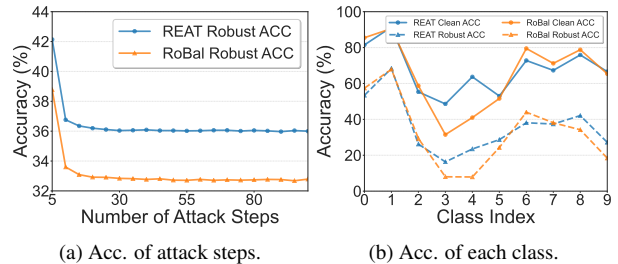 44
42
40
38
36
34
32
Accuracy (%)
REAT Robust ACC
RoBal Robust ACC
5 30 55 80
Number of Attack Steps
(a) Acc. of attack steps.
100
80
60
40
20
0
Accuracy (%)
REAT Clean ACC RoBal Clean ACC
REAT Robust ACC RoBal Robust ACC
0 1 2 3 4 5 6 7 8 9
Class Index
(b) Acc. of each class.